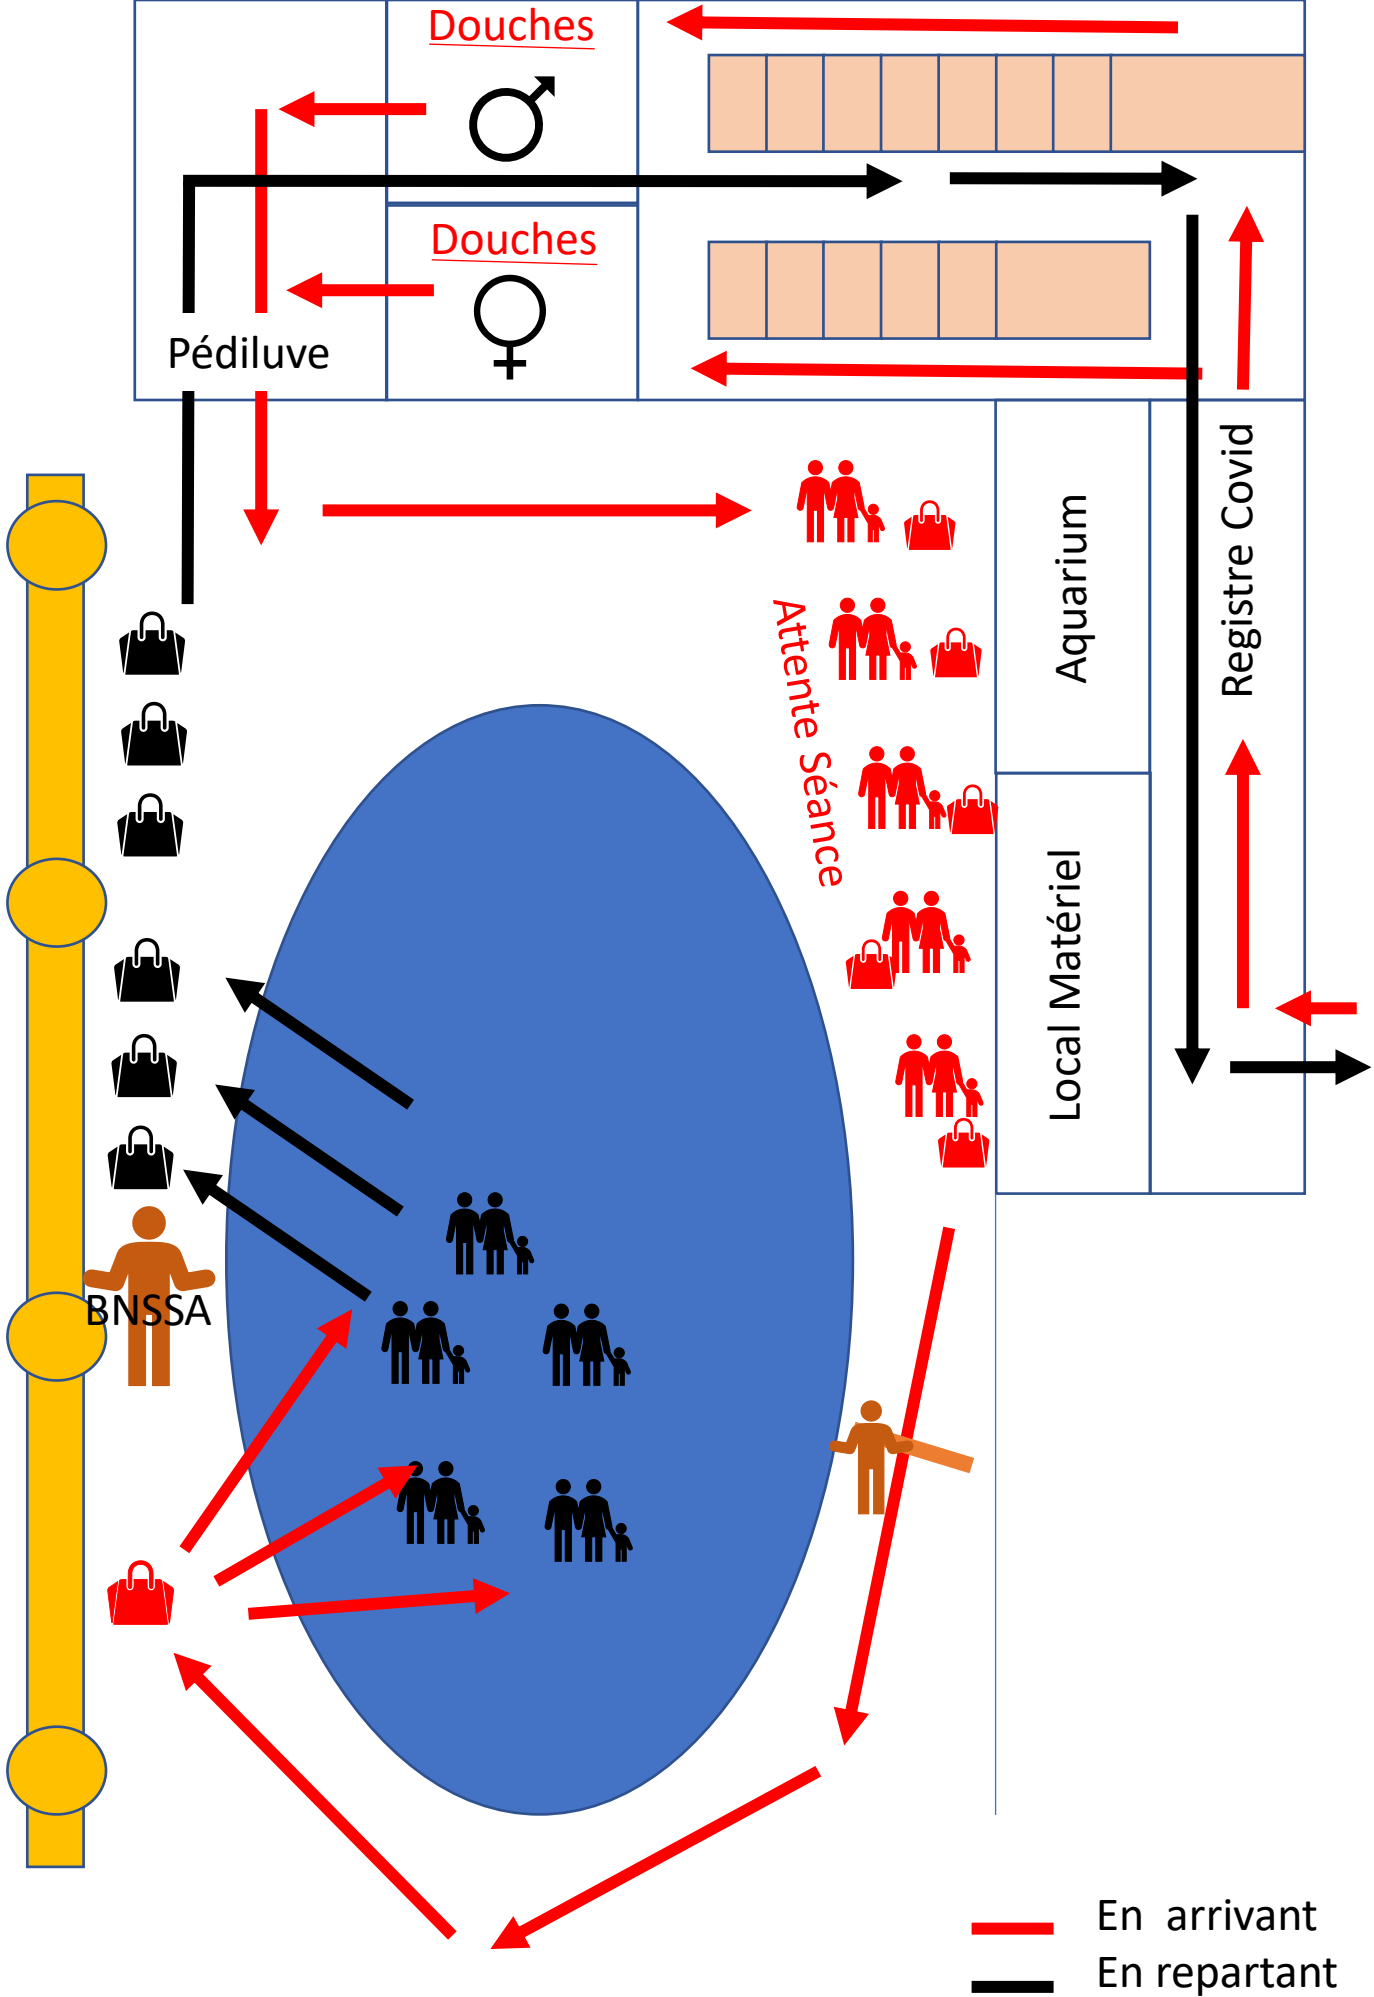 Douches
Douches
Pédiluve
Registre Covid
Aquarium
Attente Séance
Local Matériel
BNSSA
En  arrivant
En repartant